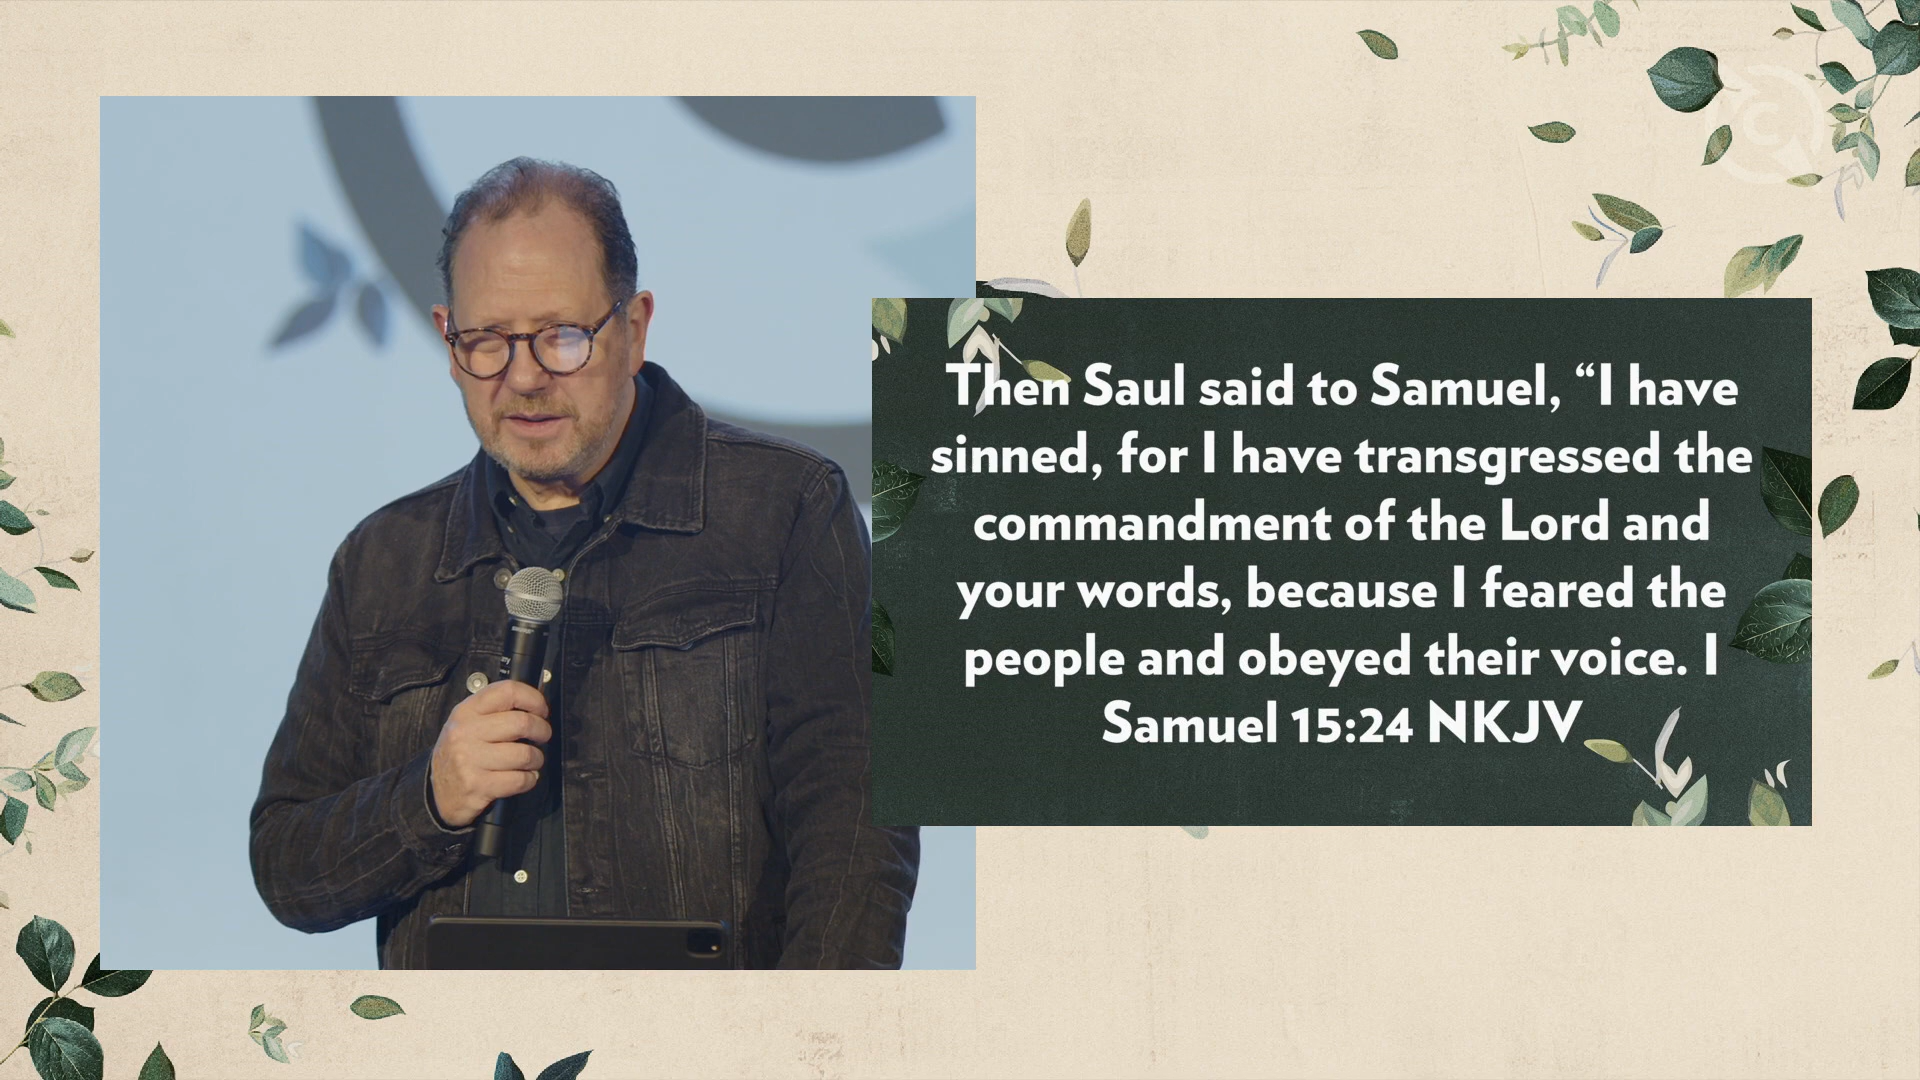 Then Saul said to Samuel, “I have
sinned, for I have transgressed the
commandment of the Lord and
your words, because I feared the
people and obeyed their voice. I
Samuel 15:24 NKJV
C